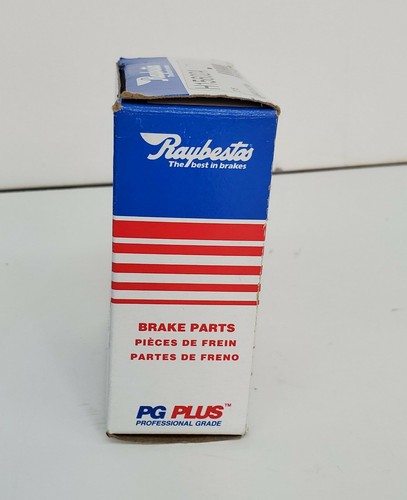 Raybestos
The best in brakes
BRAKE PARTS
PIÈCES DE FREIN
PARTES DE FRENO
PG PLUS™
PROFESSIONAL GRADE